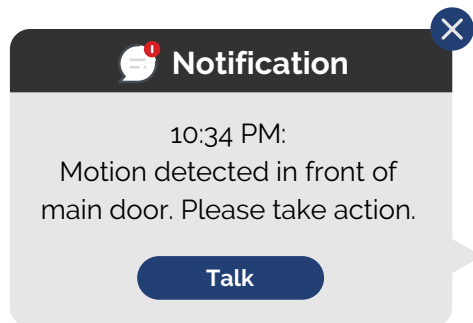 Notification
10:34 PM:
Motion detected in front of
main door. Please take action.
Talk